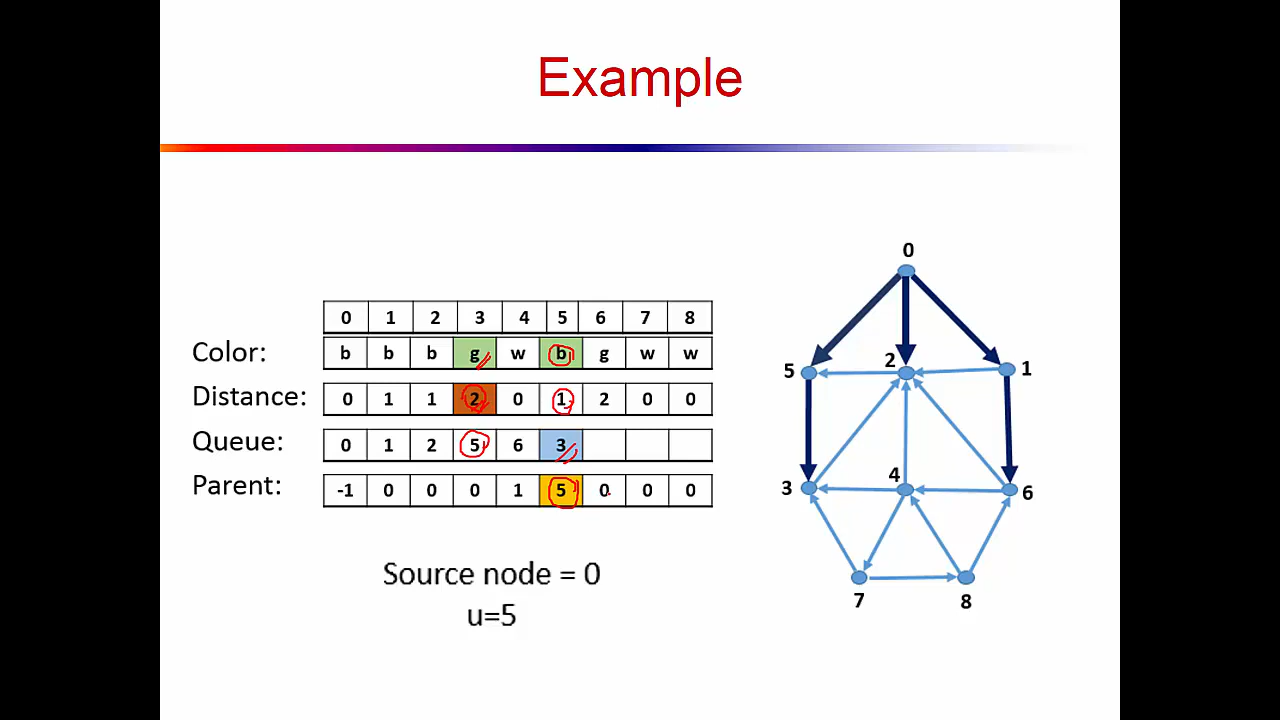 Example
0 1 2 3 4 5 6 7 8
Color: b b b g w b g w w
Distance: 0 1 1 2 0 1 2 0 0
Queue: 0 1 2 5 6 3
Parent: -1 0 0 0 1 5 0 0 0
Source node = 0
u=5
0
5 2 1
3 4 6
7 8